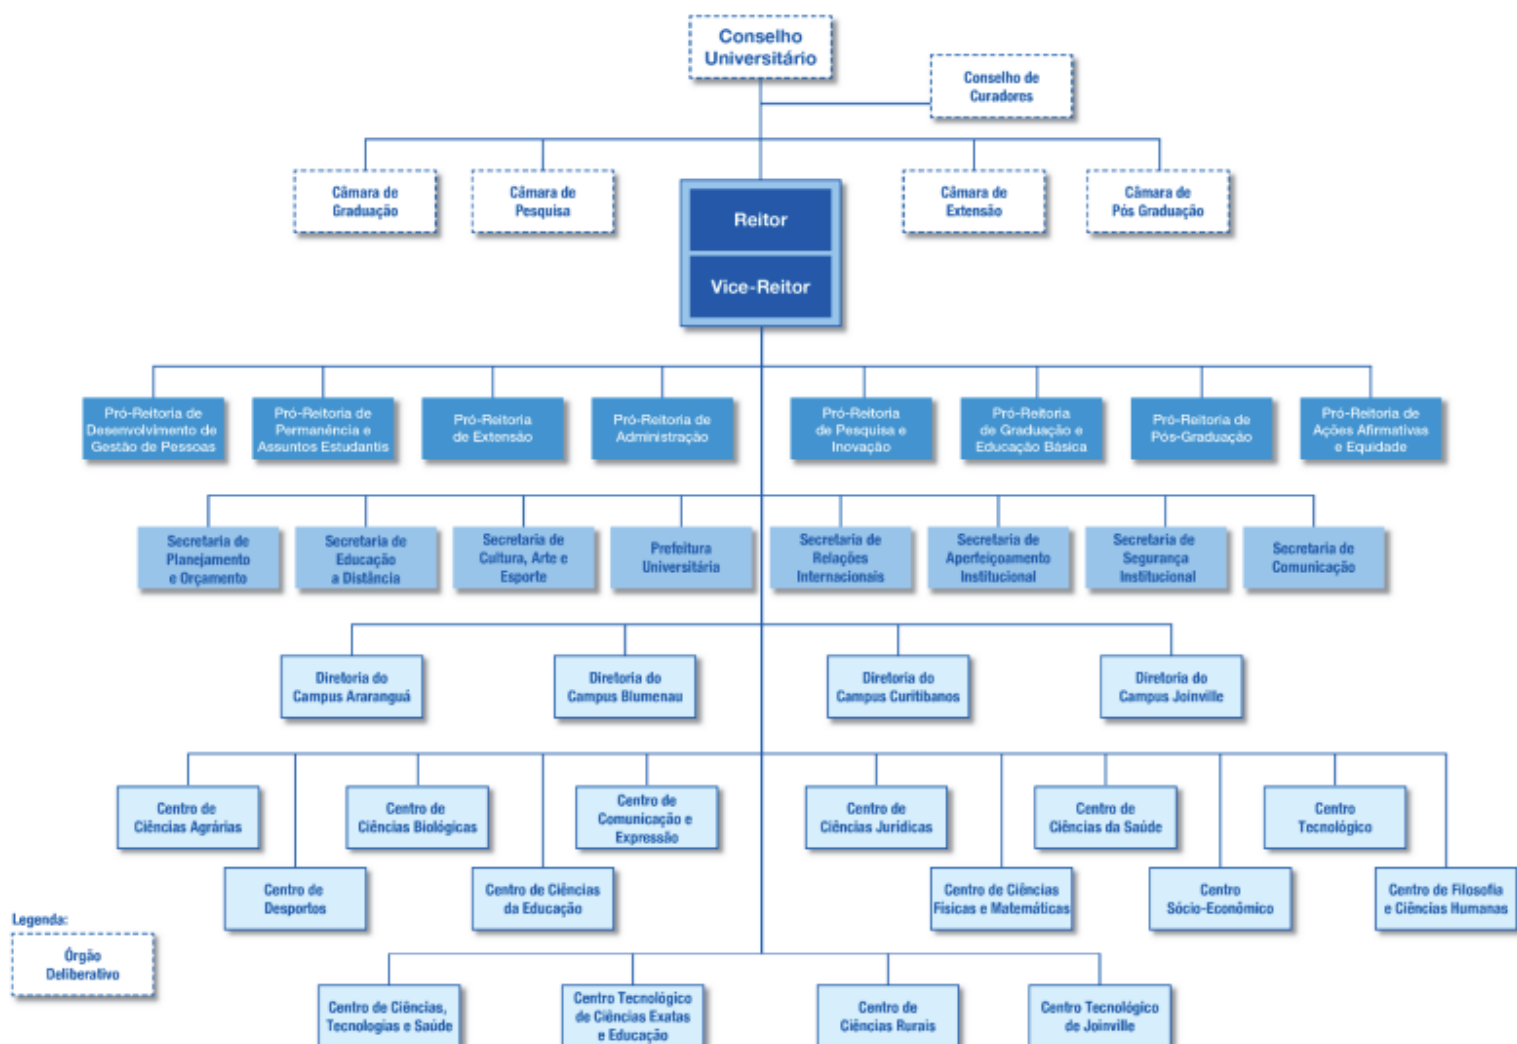 Conselho
Universitário
Conselho de
Curadores
Câmara de
Graduação
Câmara de
Pesquisa
Câmara de
Extensão
Câmara de
Pós Graduação
Reitor
Vice-Reitor
Pró-Reitoria de
Desenvolvimento de
Gestão de Pessoas
Pró-Reitoria de
Permanência e
Assuntos Estudantis
Pró-Reitoria
de Extensão
Pró-Reitoria de
Administração
Pró-Reitoria
de Pesquisa e
Inovação
Pró-Reitoria
de Graduação e
Educação Básica
Pró-Reitoria de
Pós-Graduação
Pró-Reitoria de
Ações Afirmativas
e Equidade
Secretaria de
Planejamento
e Orçamento
Secretaria de
Educação
a Distância
Secretaria de
Cultura, Arte e
Esporte
Prefeitura
Universitária
Secretaria de
Relações
Internacionais
Secretaria de
Aperfeiçoamento
Institucional
Secretaria de
Segurança
Institucional
Secretaria de
Comunicação
Diretoria do
Campus Araranguá
Diretoria do
Campus Blumenau
Diretoria do
Campus Curitibanos
Diretoria do
Campus Joinville
Centro de
Ciências Agrárias
Centro de
Ciências Biológicas
Centro de
Comunicação e
Expressão
Centro de
Ciências Jurídicas
Centro de
Ciências da Saúde
Centro
Tecnológico
Centro de
Desportos
Centro de Ciências
da Educação
Centro de Ciências
Físicas e Matemáticas
Centro
Sócio-Econômico
Centro de Filosofia
e Ciências Humanas
Legenda:
Órgão
Deliberativo
Centro de Ciências,
Tecnologias e Saúde
Centro Tecnológico
de Ciências Exatas
e Educação
Centro de
Ciências Rurais
Centro Tecnológico
de Joinville